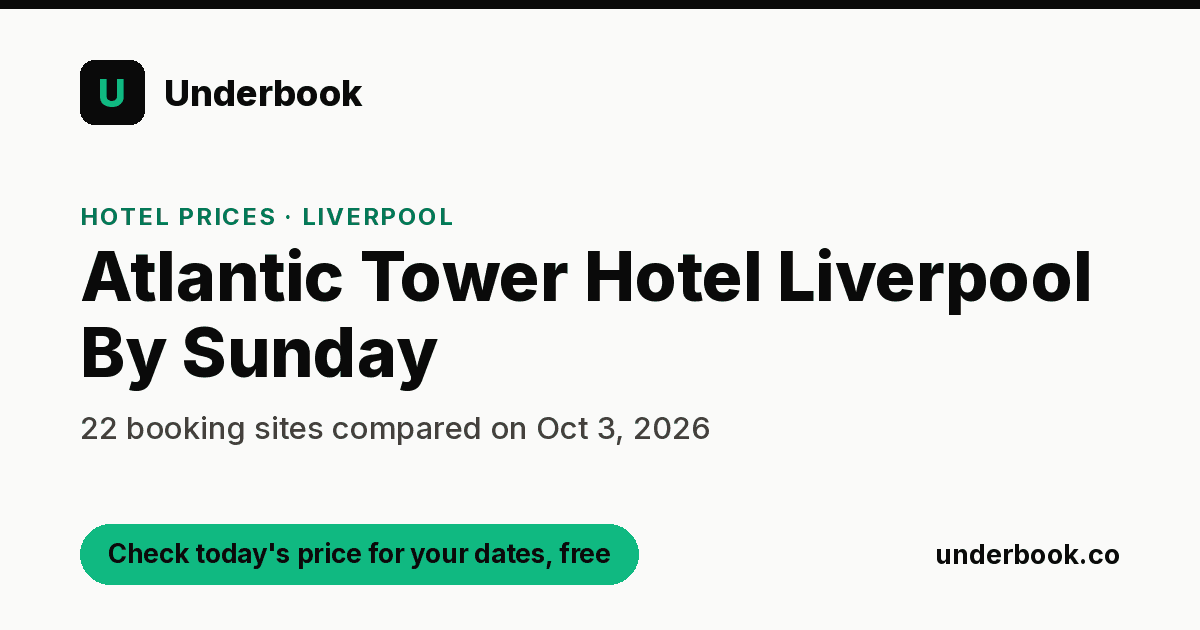 U Underbook
HOTEL PRICES · LIVERPOOL
Atlantic Tower Hotel Liverpool
By Sunday
22 booking sites compared on Oct 3, 2026
Check today's price for your dates, free
underbook.co